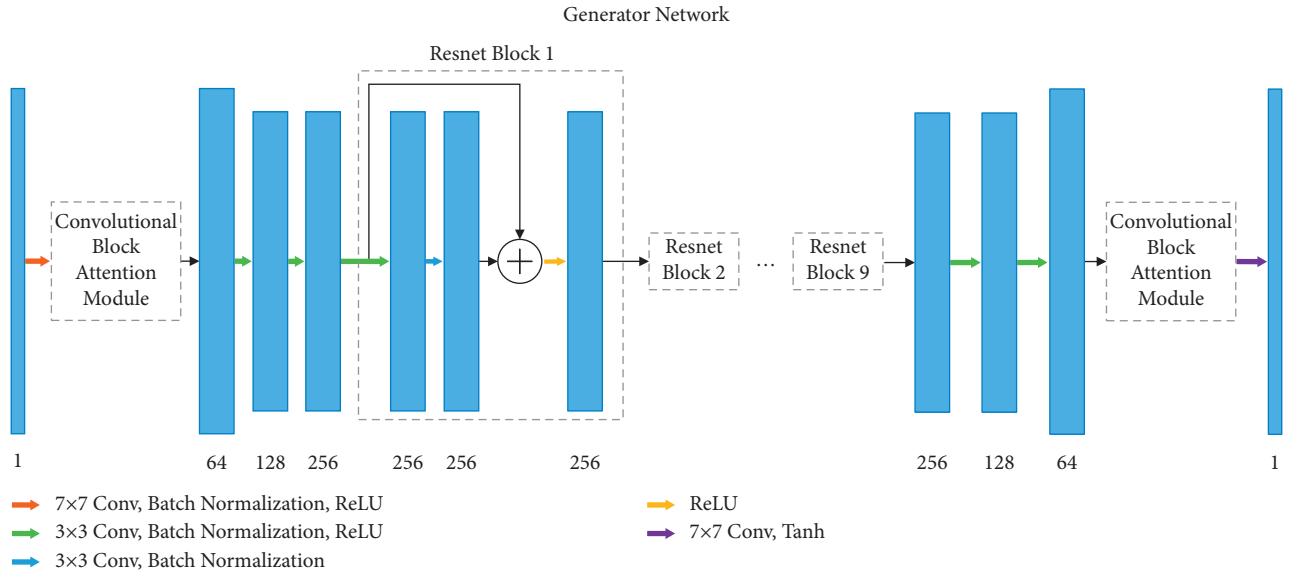 Generator Network
Resnet Block 1
Convolutional
Block
Attention
Module
Resnet
Block 2
...
Resnet
Block 9
Convolutional
Block
Attention
Module
1
64
128
256
256
256
256
256
128
64
1
7×7 Conv, Batch Normalization, ReLU
3×3 Conv, Batch Normalization, ReLU
3×3 Conv, Batch Normalization
ReLU
7×7 Conv, Tanh